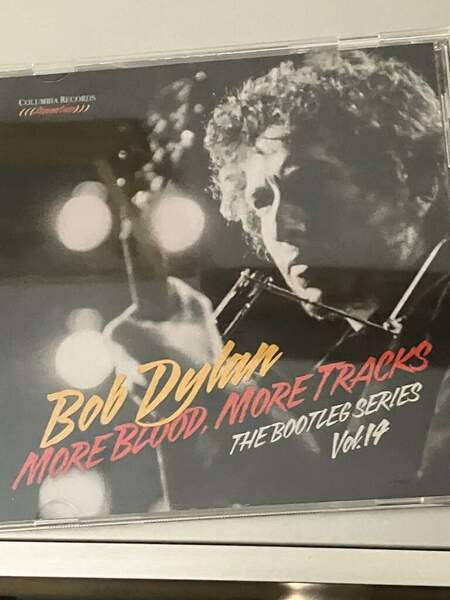 COLUMBIA RECORDS
Bob Dylan
MORE BLOOD, MORE TRACKS
THE BOOTLEG SERIES
Vol.14